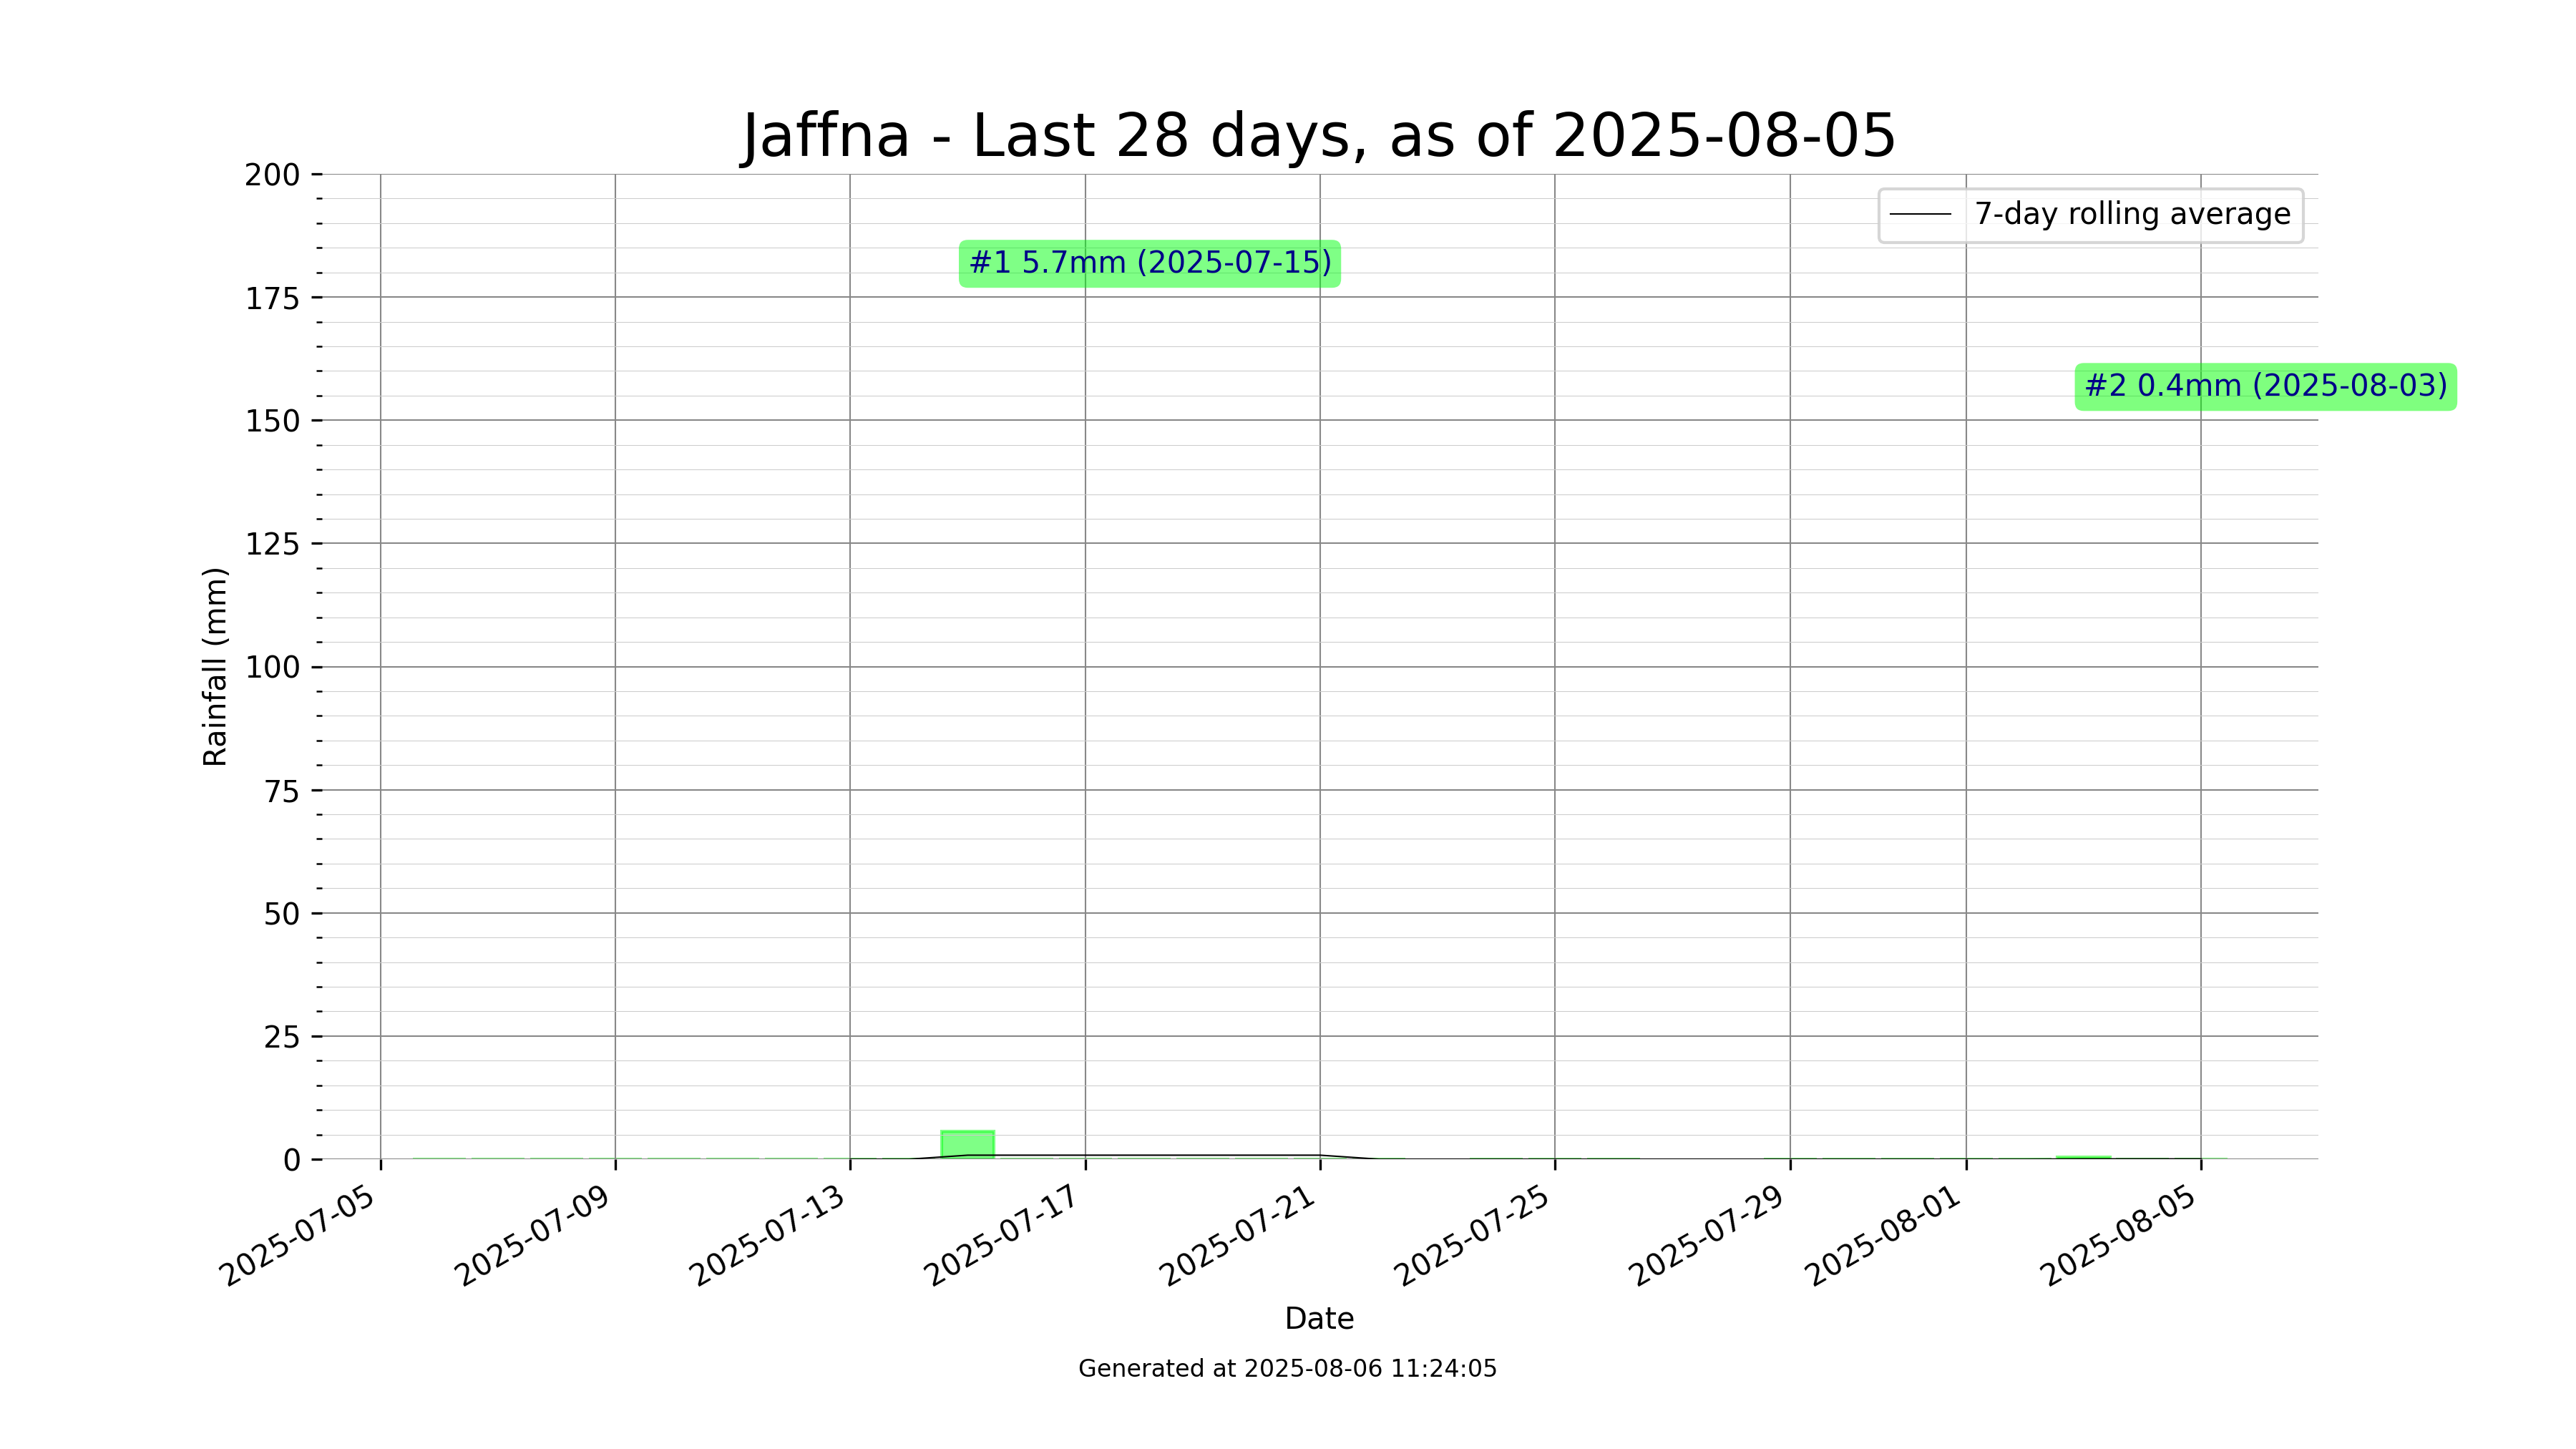 Jaffna - Last 28 days, as of 2025-08-05
200
175
150
125
100
75
50
25
0
Rainfall (mm)
7-day rolling average
#1 5.7mm (2025-07-15)
#2 0.4mm (2025-08-03)
2025-07-05
2025-07-09
2025-07-13
2025-07-17
2025-07-21
2025-07-25
2025-07-29
2025-08-01
2025-08-05
Date
Generated at 2025-08-06 11:24:05